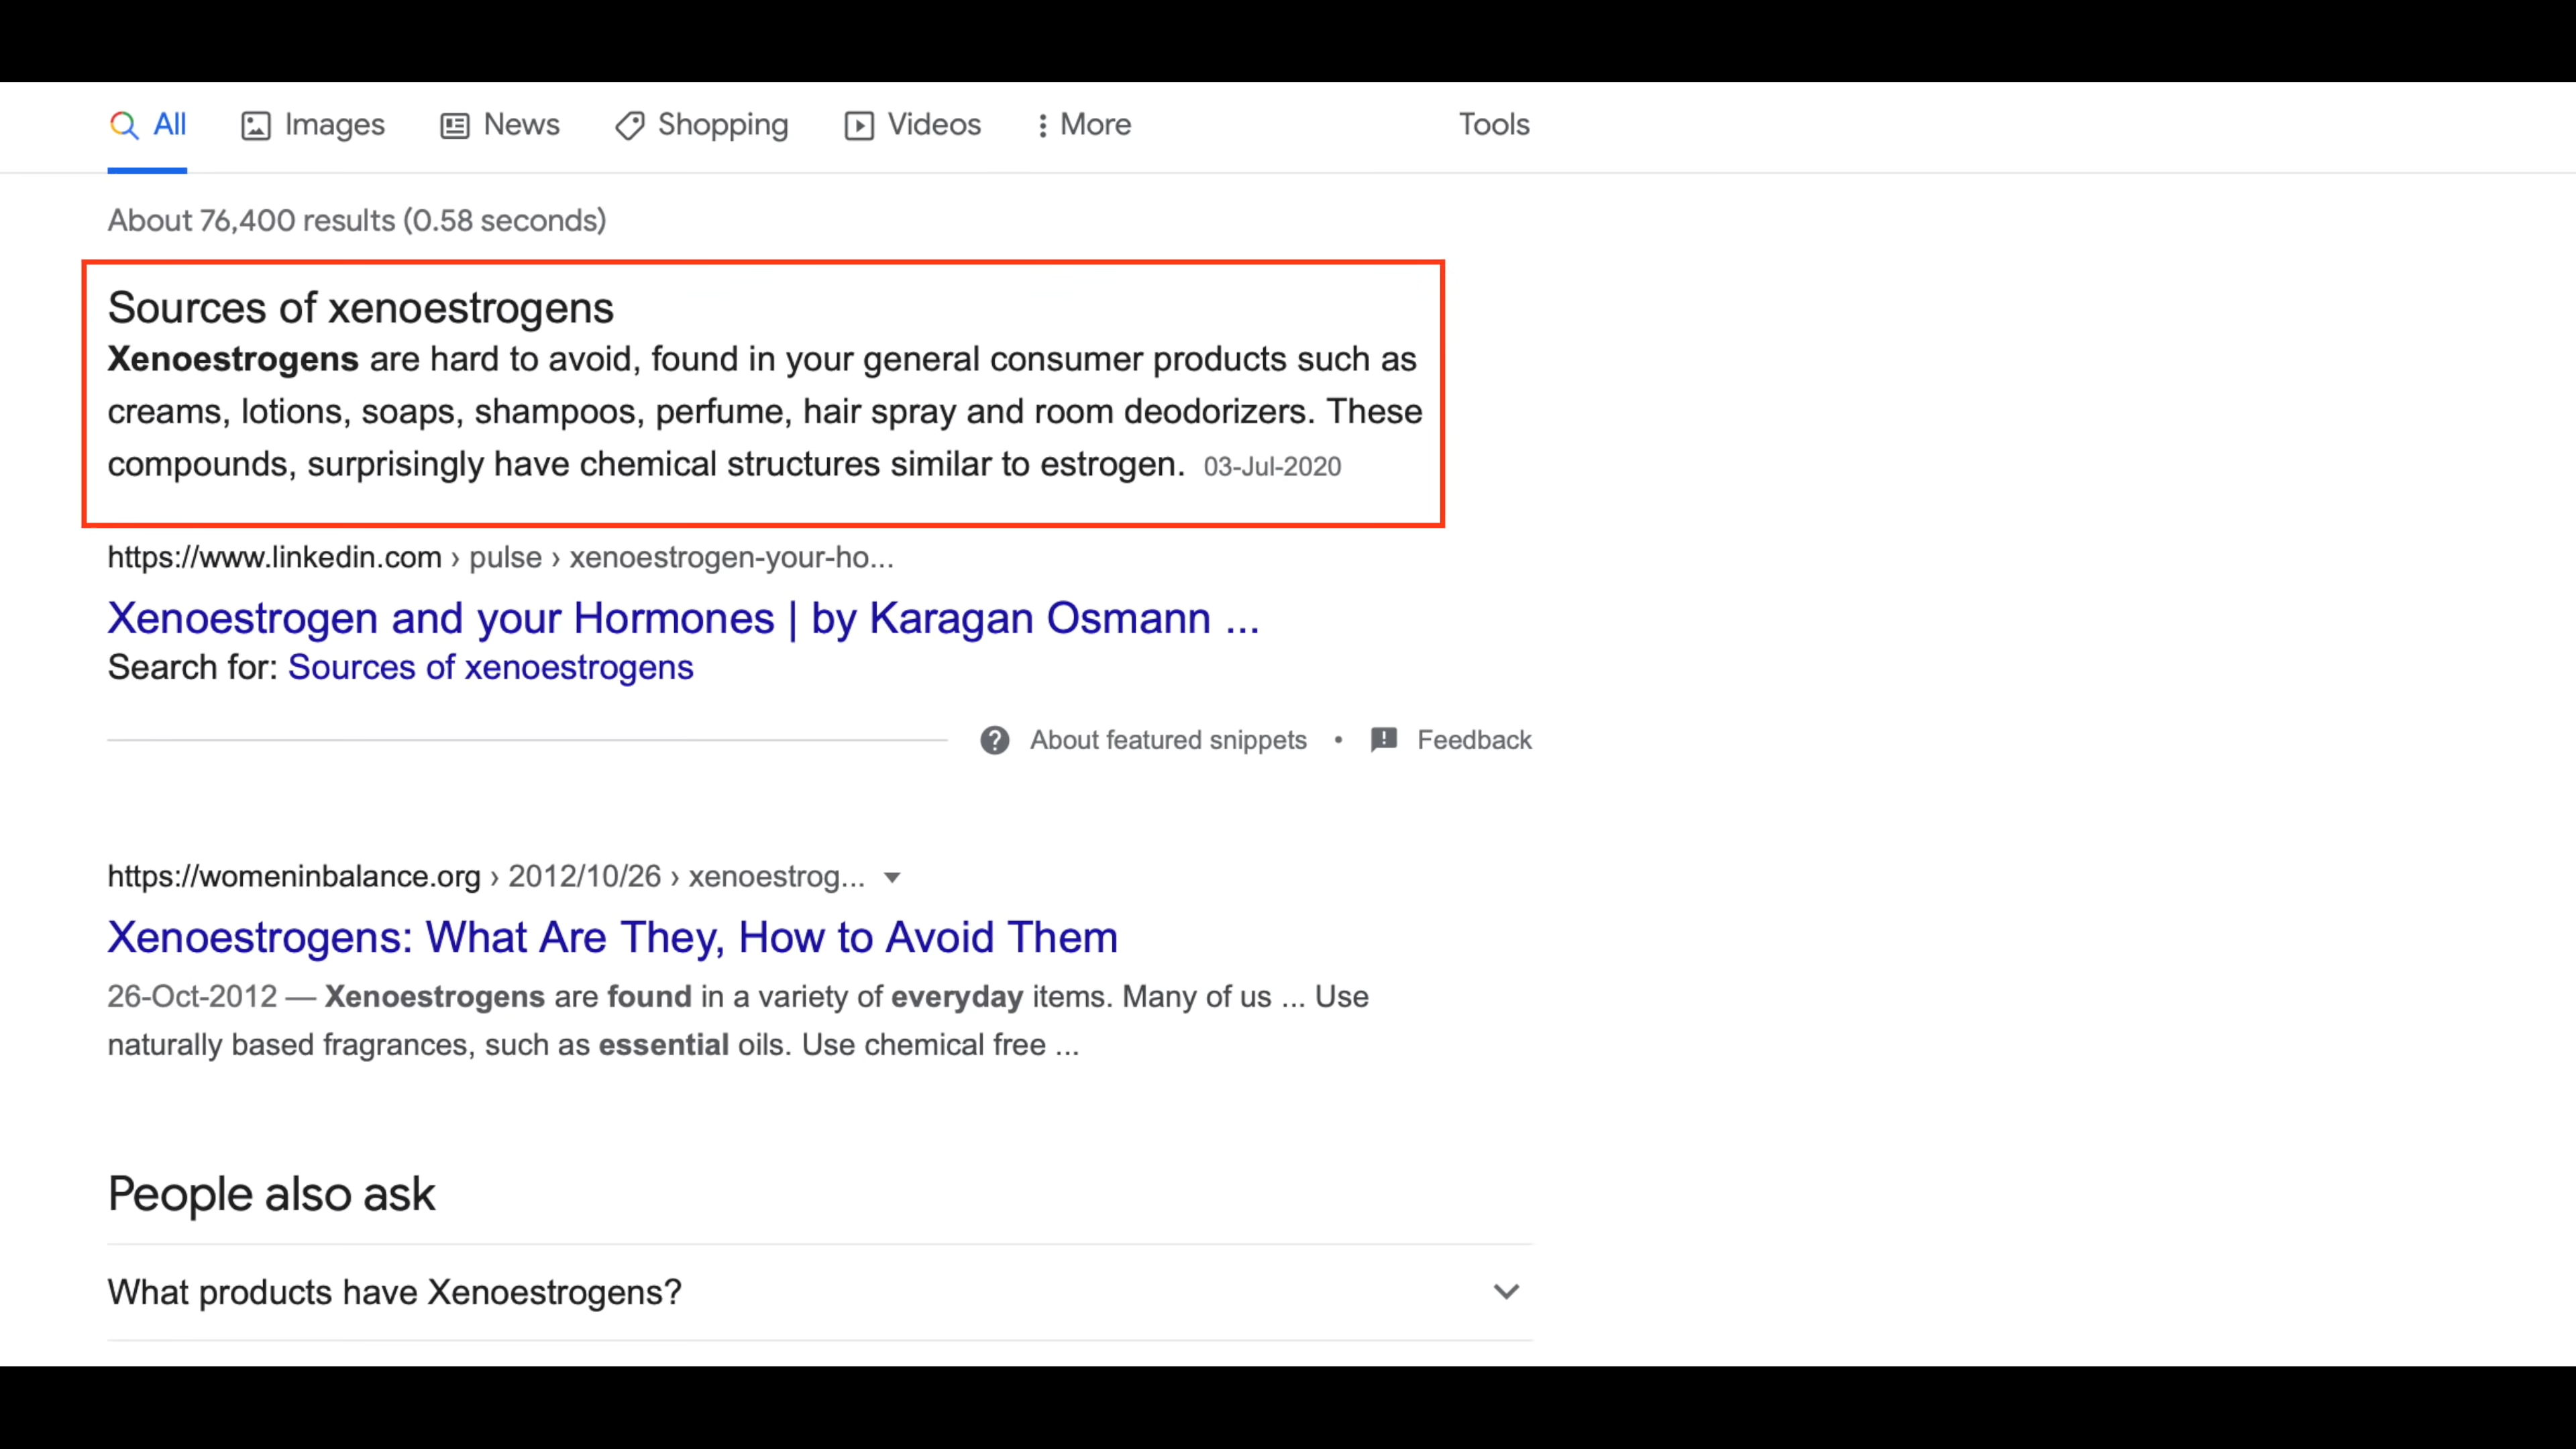 All Images News Shopping Videos More Tools
About 76,400 results (0.58 seconds)
Sources of xenoestrogens
Xenoestrogens are hard to avoid, found in your general consumer products such as
creams, lotions, soaps, shampoos, perfume, hair spray and room deodorizers. These
compounds, surprisingly have chemical structures similar to estrogen. 03-Jul-2020
https://www.linkedin.com › pulse › xenoestrogen-your-ho...
Xenoestrogen and your Hormones | by Karagan Osmann ...
Search for: Sources of xenoestrogens
About featured snippets • Feedback
https://womeninbalance.org › 2012/10/26 › xenoestrog...
Xenoestrogens: What Are They, How to Avoid Them
26-Oct-2012 — Xenoestrogens are found in a variety of everyday items. Many of us ... Use
naturally based fragrances, such as essential oils. Use chemical free ...
People also ask
What products have Xenoestrogens?